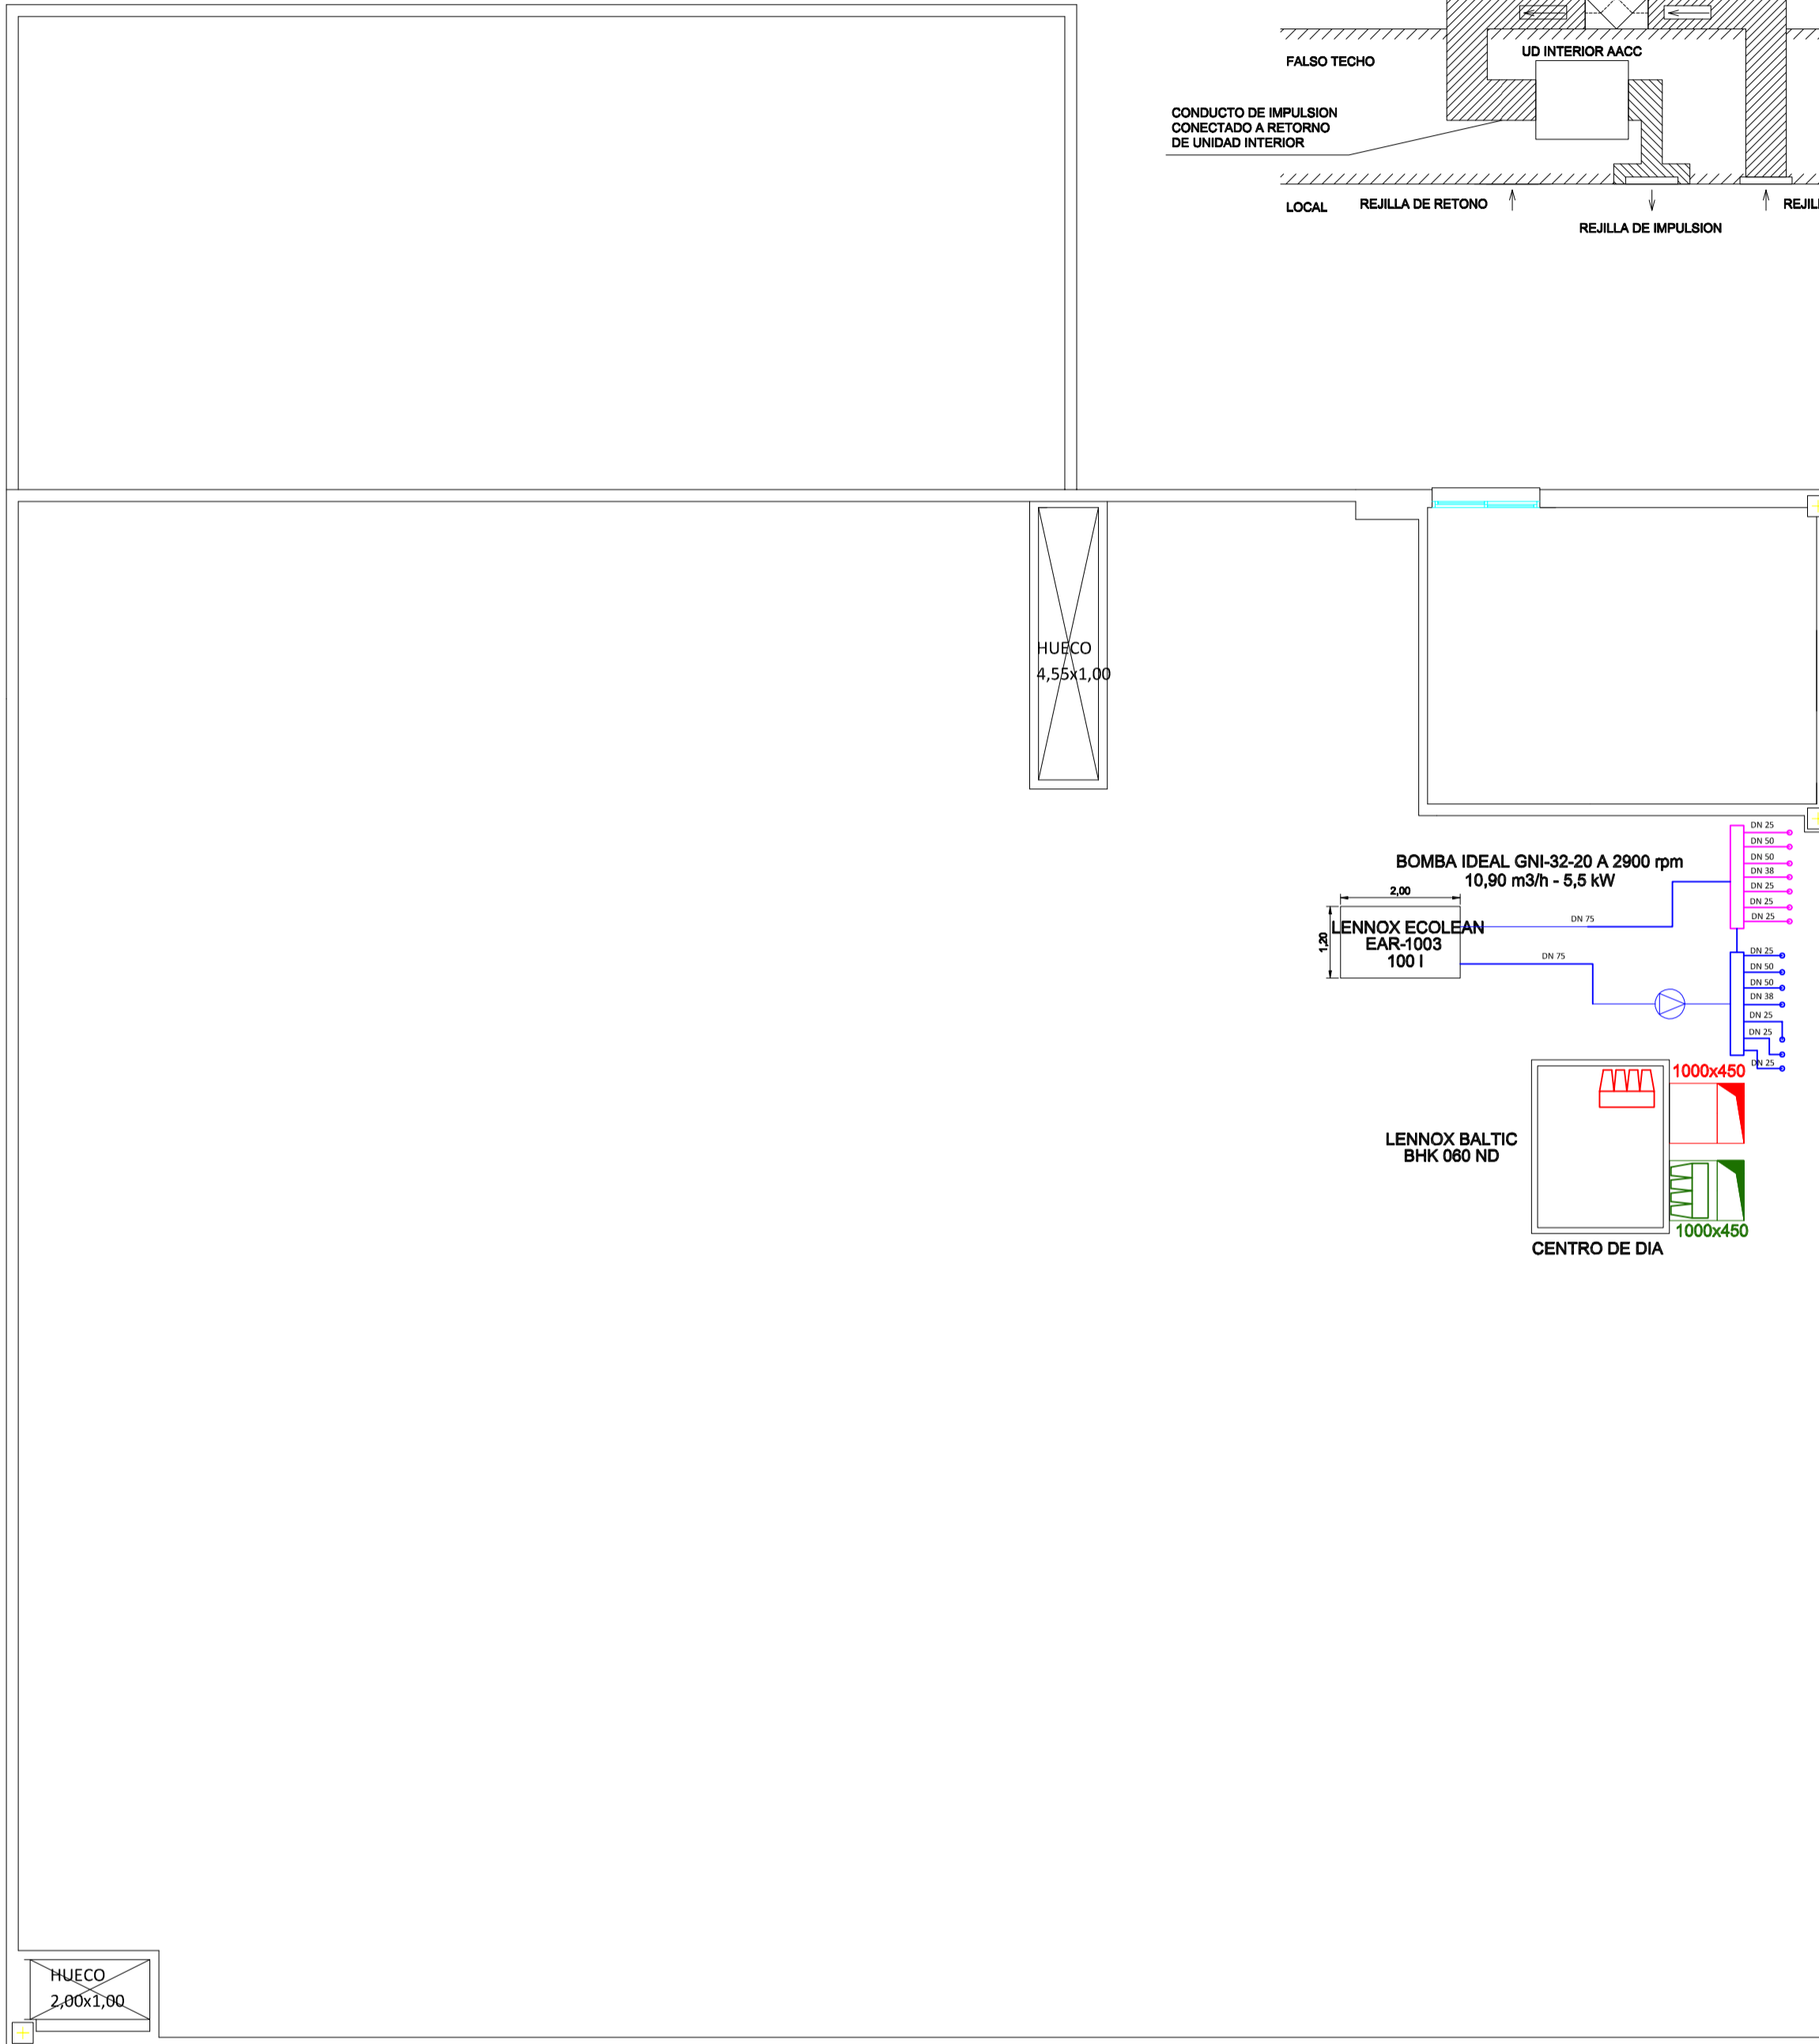 UD INTERIOR AACC
FALSO TECHO
CONDUCTO DE IMPULSION
CONECTADO A RETORNO
DE UNIDAD INTERIOR
LOCAL
REJILLA DE RETONO
REJILLA DE IMPULSION
HUECO
4,55x1,00
BOMBA IDEAL GNI-32-20 A 2900 rpm
10,90 m3/h - 5,5 kW
2,00
1,20
LENNOX ECOLEAN
EAR-1003
100 l
DN 75
DN 75
DN 25
DN 50
DN 50
DN 38
DN 25
DN 25
DN 25
DN 25
DN 50
DN 50
DN 38
DN 25
DN 25
DN 25
1000x450
LENNOX BALTIC
BHK 060 ND
1000x450
CENTRO DE DIA
HUECO
2,00x1,00